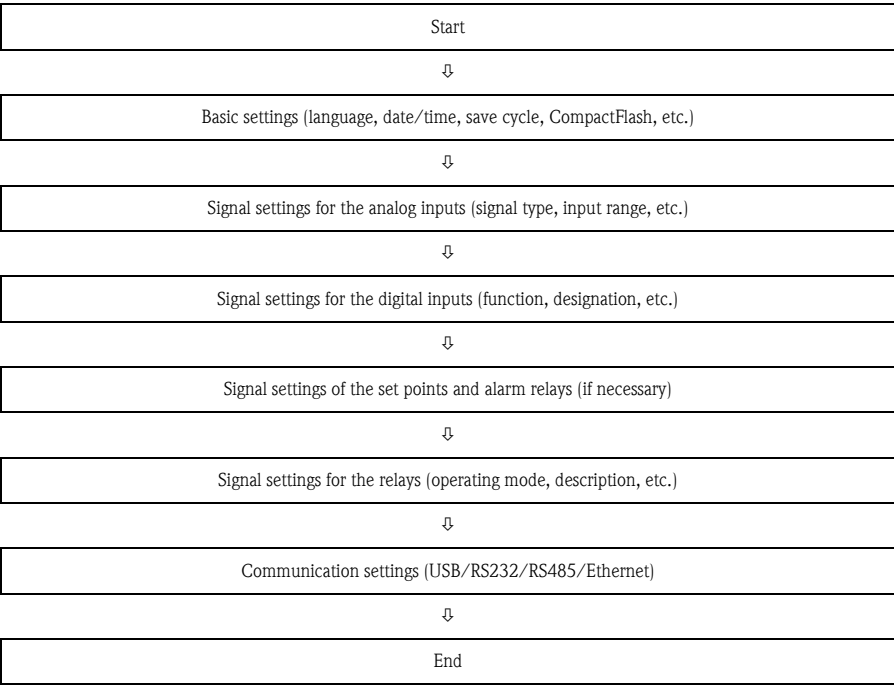 Start
⇩
Basic settings (language, date/time, save cycle, CompactFlash, etc.)
⇩
Signal settings for the analog inputs (signal type, input range, etc.)
⇩
Signal settings for the digital inputs (function, designation, etc.)
⇩
Signal settings of the set points and alarm relays (if necessary)
⇩
Signal settings for the relays (operating mode, description, etc.)
⇩
Communication settings (USB/RS232/RS485/Ethernet)
⇩
End